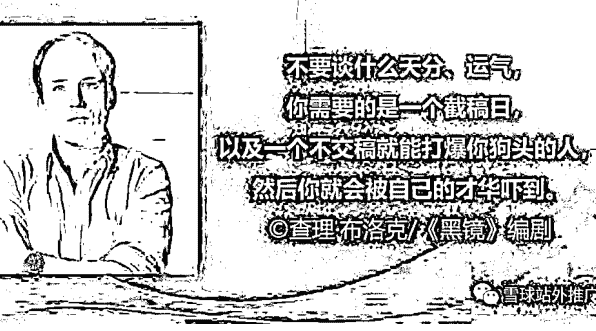 不要谈什么天分、运气，
你需要的是一个截稿日，
以及一个不交稿就能打爆你狗头的人，
然后你就会被自己的才华吓到。
©查理·布洛克/《黑镜》编剧
雪球站外推广